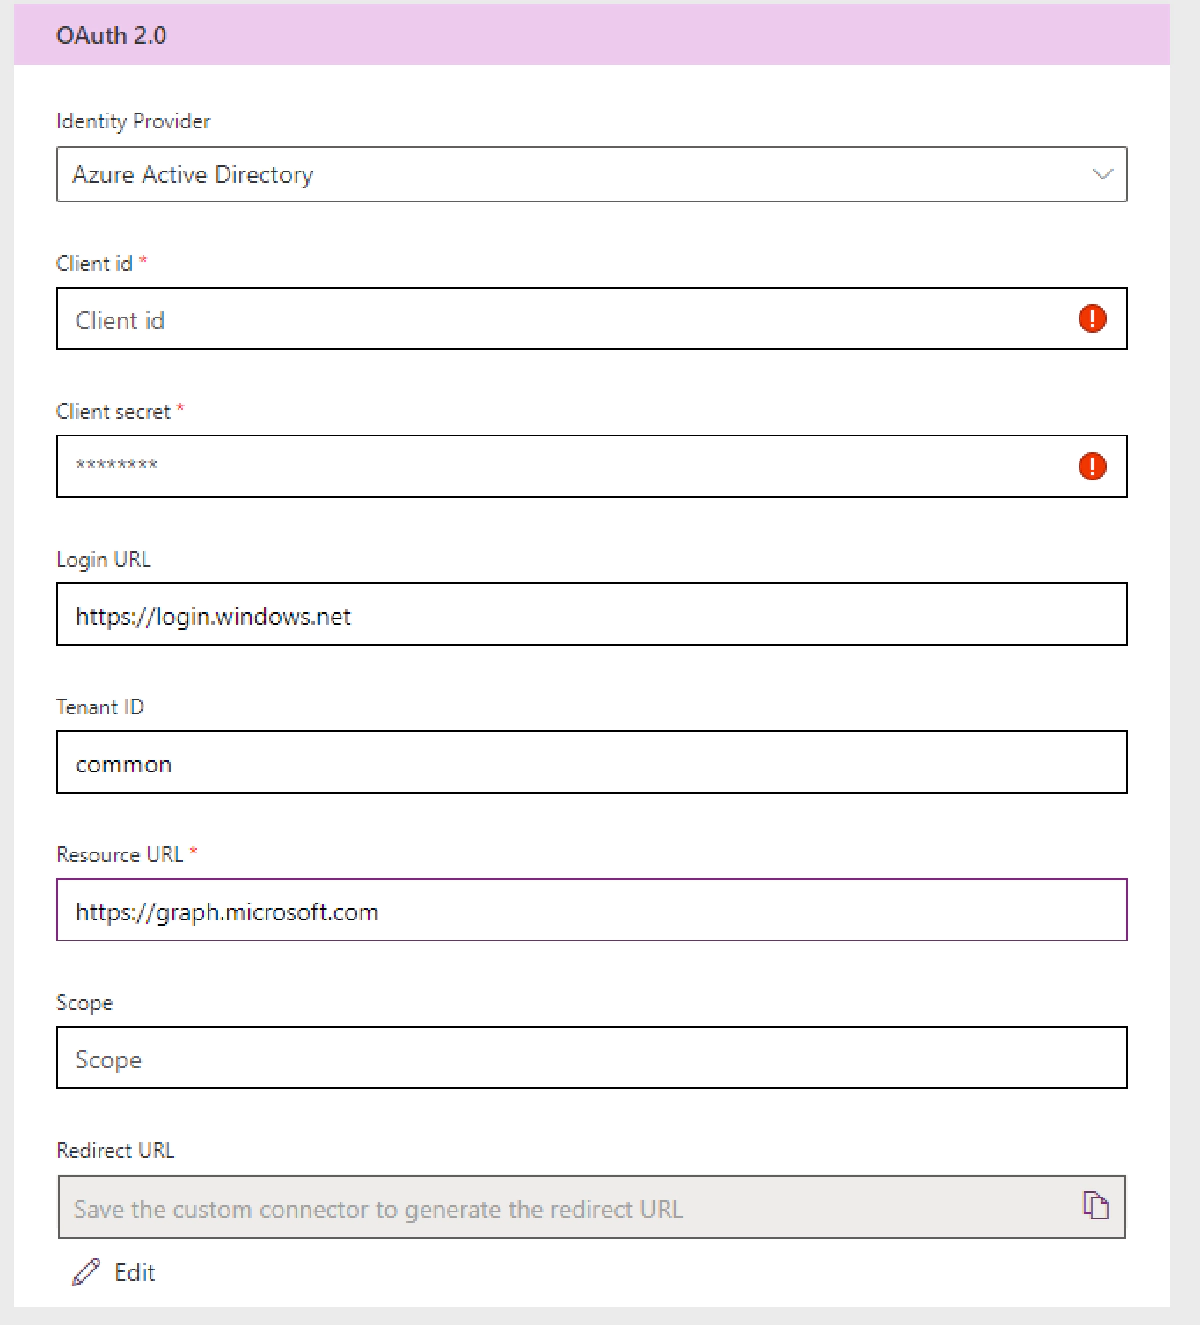 OAuth 2.0
Identity Provider
Azure Active Directory
Client id *
Client id
Client secret *
********
Login URL
https://login.windows.net
Tenant ID
common
Resource URL *
https://graph.microsoft.com
Scope
Scope
Redirect URL
Save the custom connector to generate the redirect URL
Edit